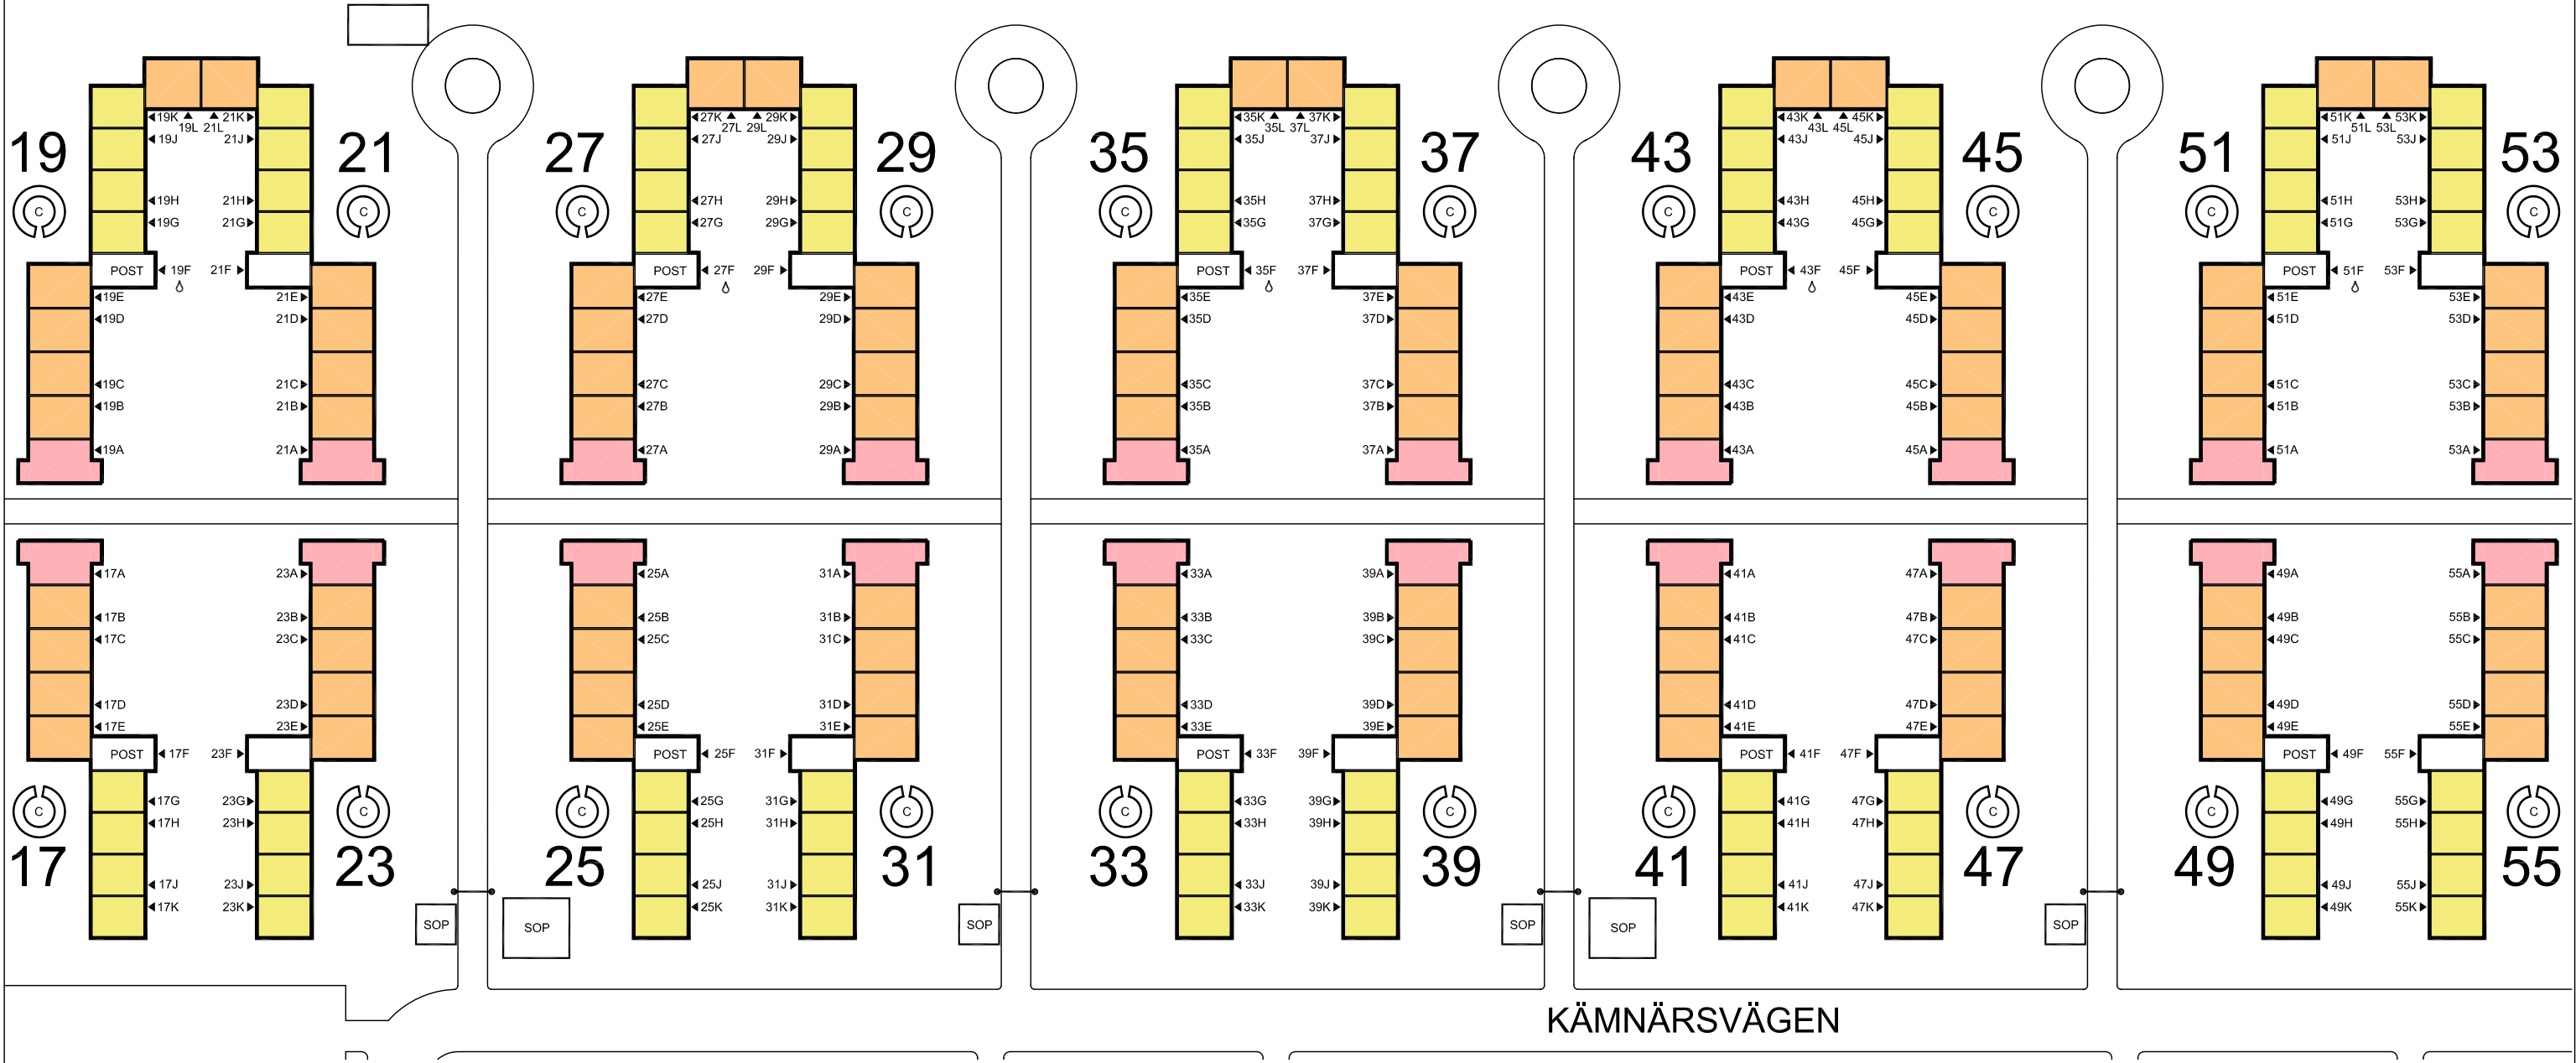 19K 19L 21L 21K 27K 27L 29L 29K 35K 35L 37L 37K 43K 43L 45L 45K 51K 51L 53L 53K
19 19J 21J 21 27 27J 29J 29 35 35J 37J 37 43 43J 45J 45 51 51J 53J 53
19H 21H 27H 29H 35H 37H 43H 45H 51H 53H
C C C C C C C C C C
19G 21G 27G 29G 35G 37G 43G 45G 51G 53G
POST 19F 21F POST 27F 29F POST 35F 37F POST 43F 45F POST 51F 53F
19E 21E 27E 29E 35E 37E 43E 45E 51E 53E
19D 21D 27D 29D 35D 37D 43D 45D 51D 53D
19C 21C 27C 29C 35C 37C 43C 45C 51C 53C
19B 21B 27B 29B 35B 37B 43B 45B 51B 53B
19A 21A 27A 29A 35A 37A 43A 45A 51A 53A
17A 23A 25A 31A 33A 39A 41A 47A 49A 55A
17B 23B 25B 31B 33B 39B 41B 47B 49B 55B
17C 23C 25C 31C 33C 39C 41C 47C 49C 55C
17D 23D 25D 31D 33D 39D 41D 47D 49D 55D
17E 23E 25E 31E 33E 39E 41E 47E 49E 55E
POST 17F 23F POST 25F 31F POST 33F 39F POST 41F 47F POST 49F 55F
17G 23G 25G 31G 33G 39G 41G 47G 49G 55G
C C C C C C C C C C
17H 23H 25H 31H 33H 39H 41H 47H 49H 55H
17 23 25 31 33 39 41 47 49 55
17J 23J 25J 31J 33J 39J 41J 47J 49J 55J
17K 23K 25K 31K 33K 39K 41K 47K 49K 55K
SOP SOP SOP SOP SOP SOP
KÄMNÄRSVÄGEN